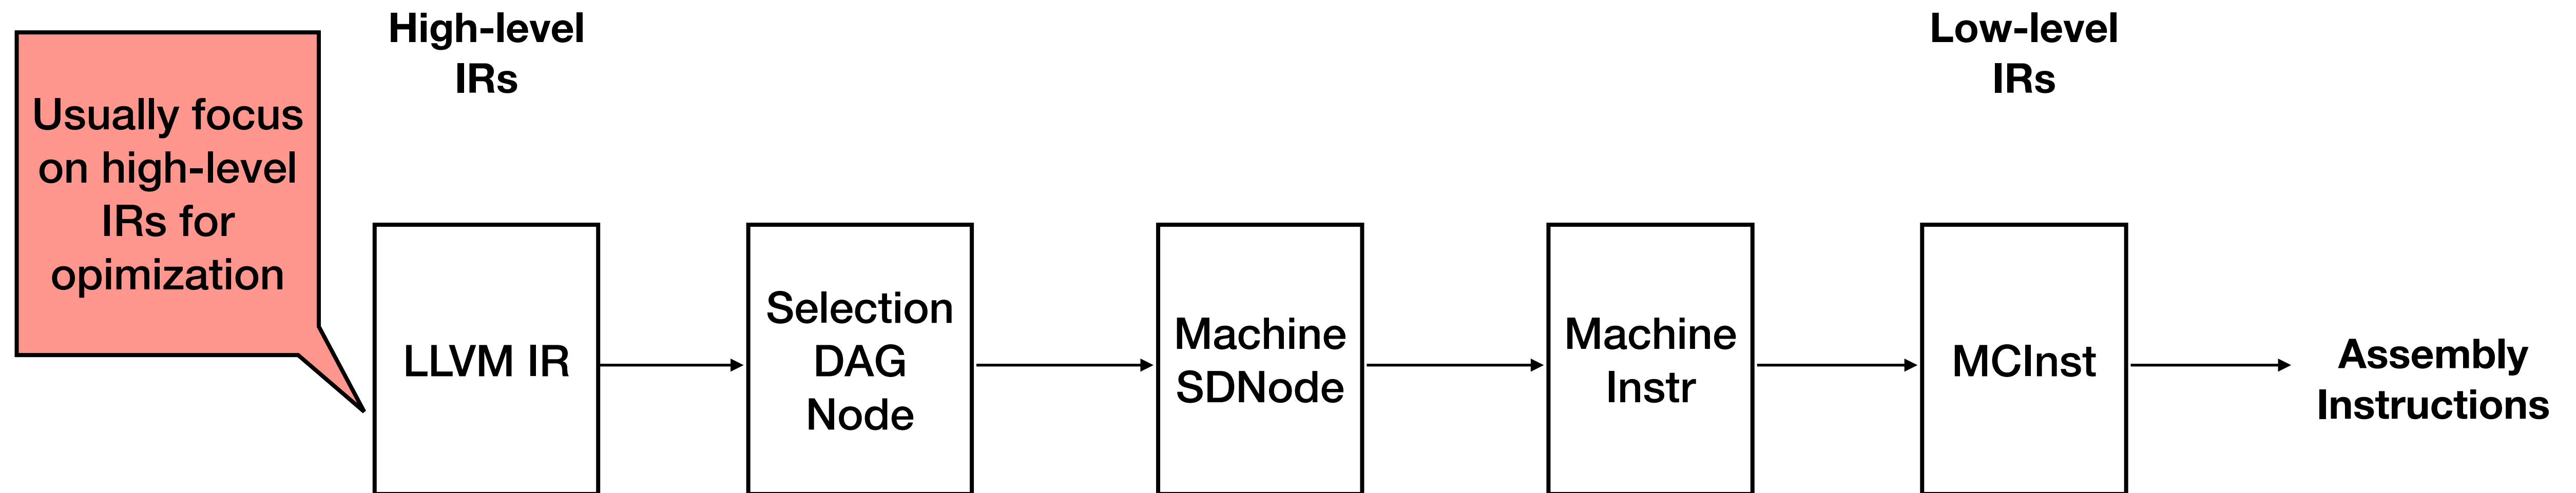 High-level
IRs
Low-level
IRs
Usually focus
on high-level
IRs for
opimization
LLVM IR
Selection
DAG
Node
Machine
SDNode
Machine
Instr
MCInst
Assembly
Instructions